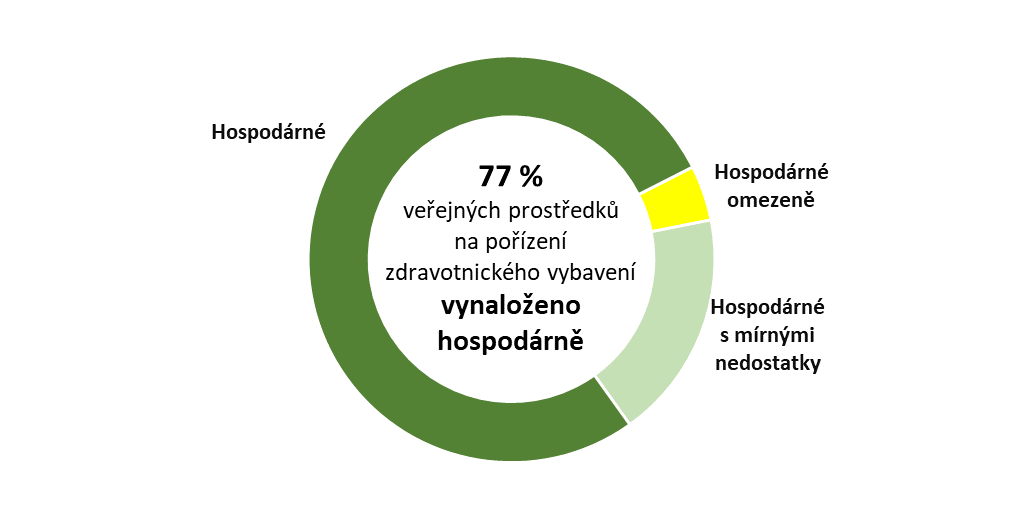 Hospodárné
77 %
veřejných prostředků
na pořízení
zdravotnického vybavení
vynaloženo
hospodárně
Hospodárné
omezeně
Hospodárné
s mírnými
nedostatky